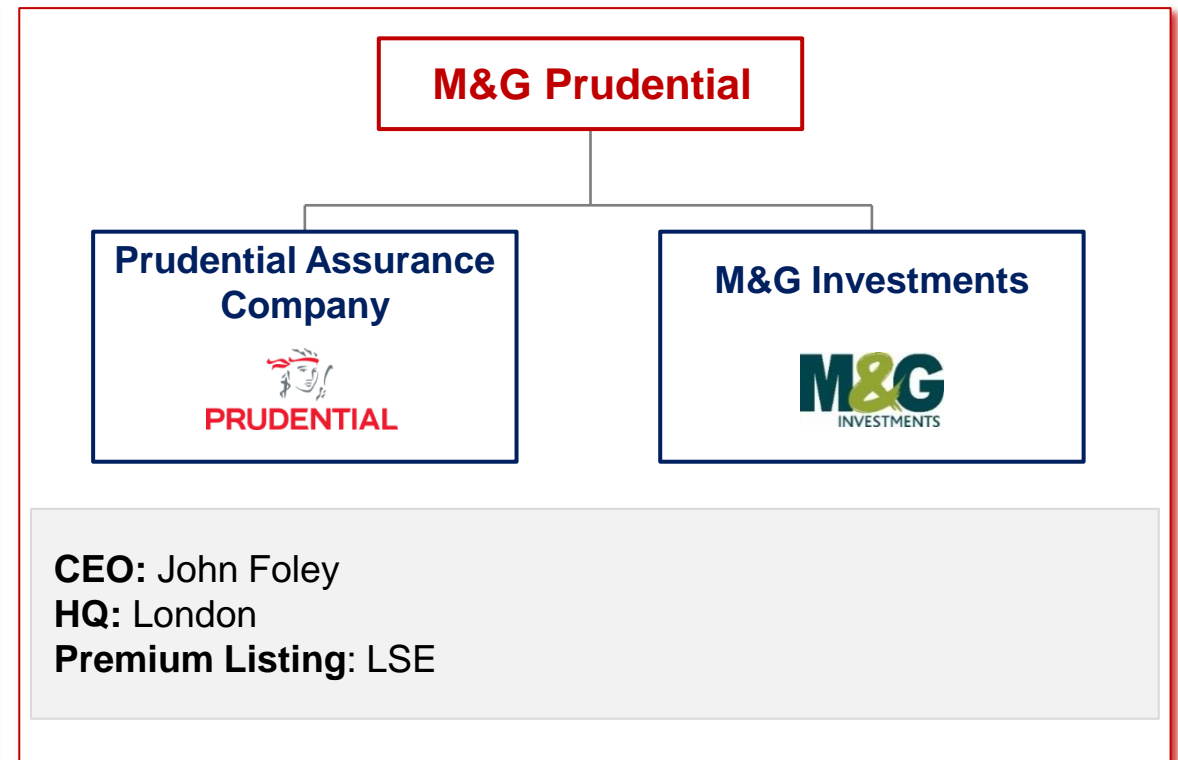 M&G Prudential
Prudential Assurance
Company
PRUDENTIAL
M&G Investments
M&G
INVESTMENTS
CEO: John Foley
HQ: London
Premium Listing: LSE